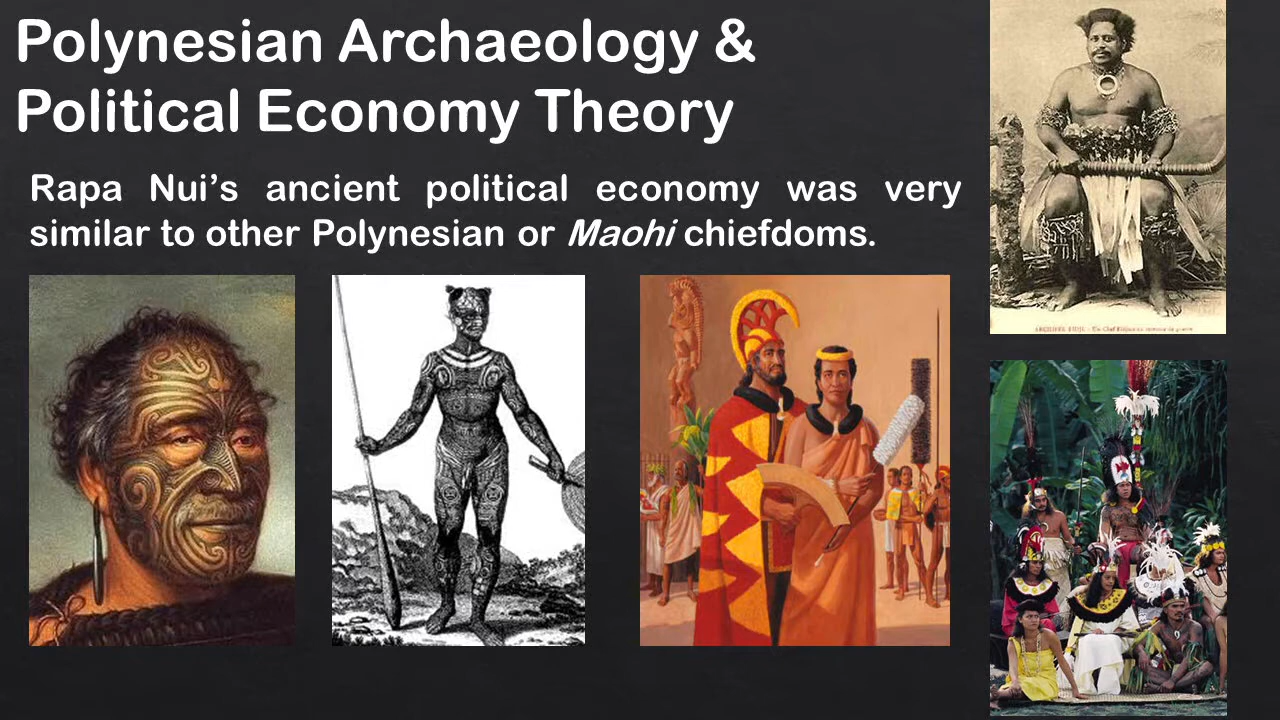 Polynesian Archaeology &
Political Economy Theory
Rapa Nui’s ancient political economy was very
similar to other Polynesian or Maohi chiefdoms.